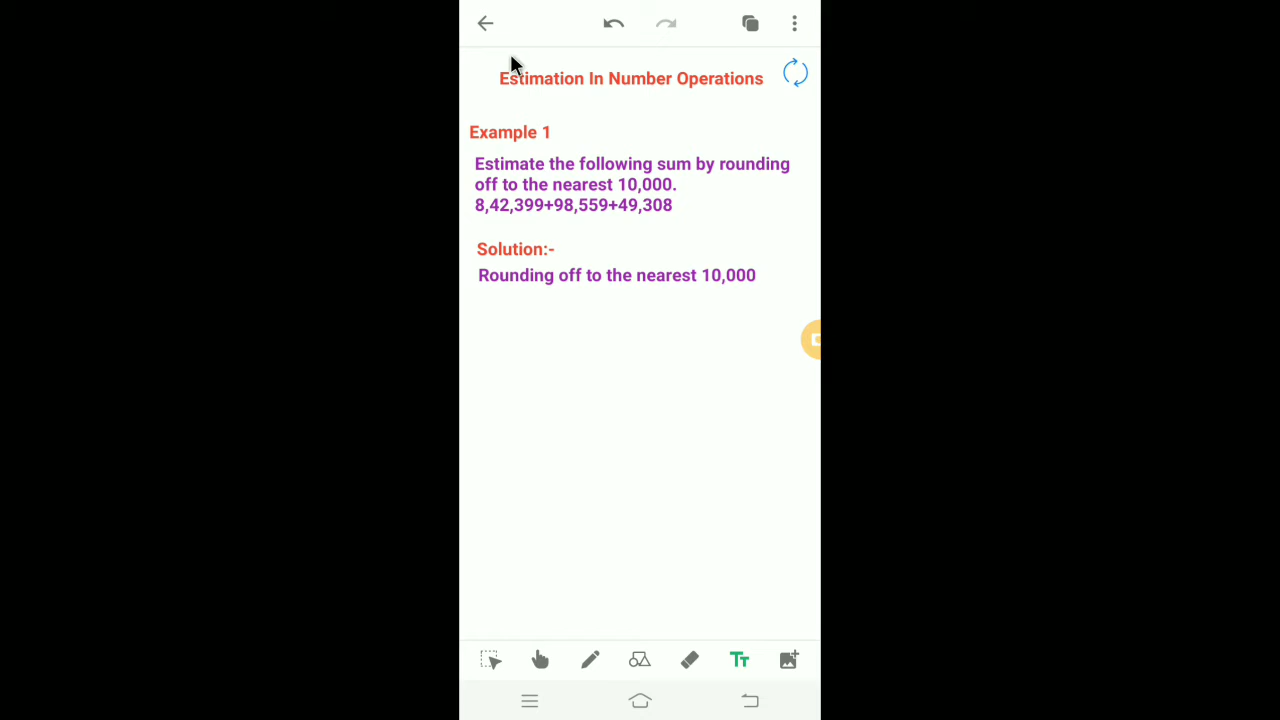 Estimation In Number Operations
Example 1
Estimate the following sum by rounding
off to the nearest 10,000.
8,42,399+98,559+49,308
Solution:-
Rounding off to the nearest 10,000
Tт